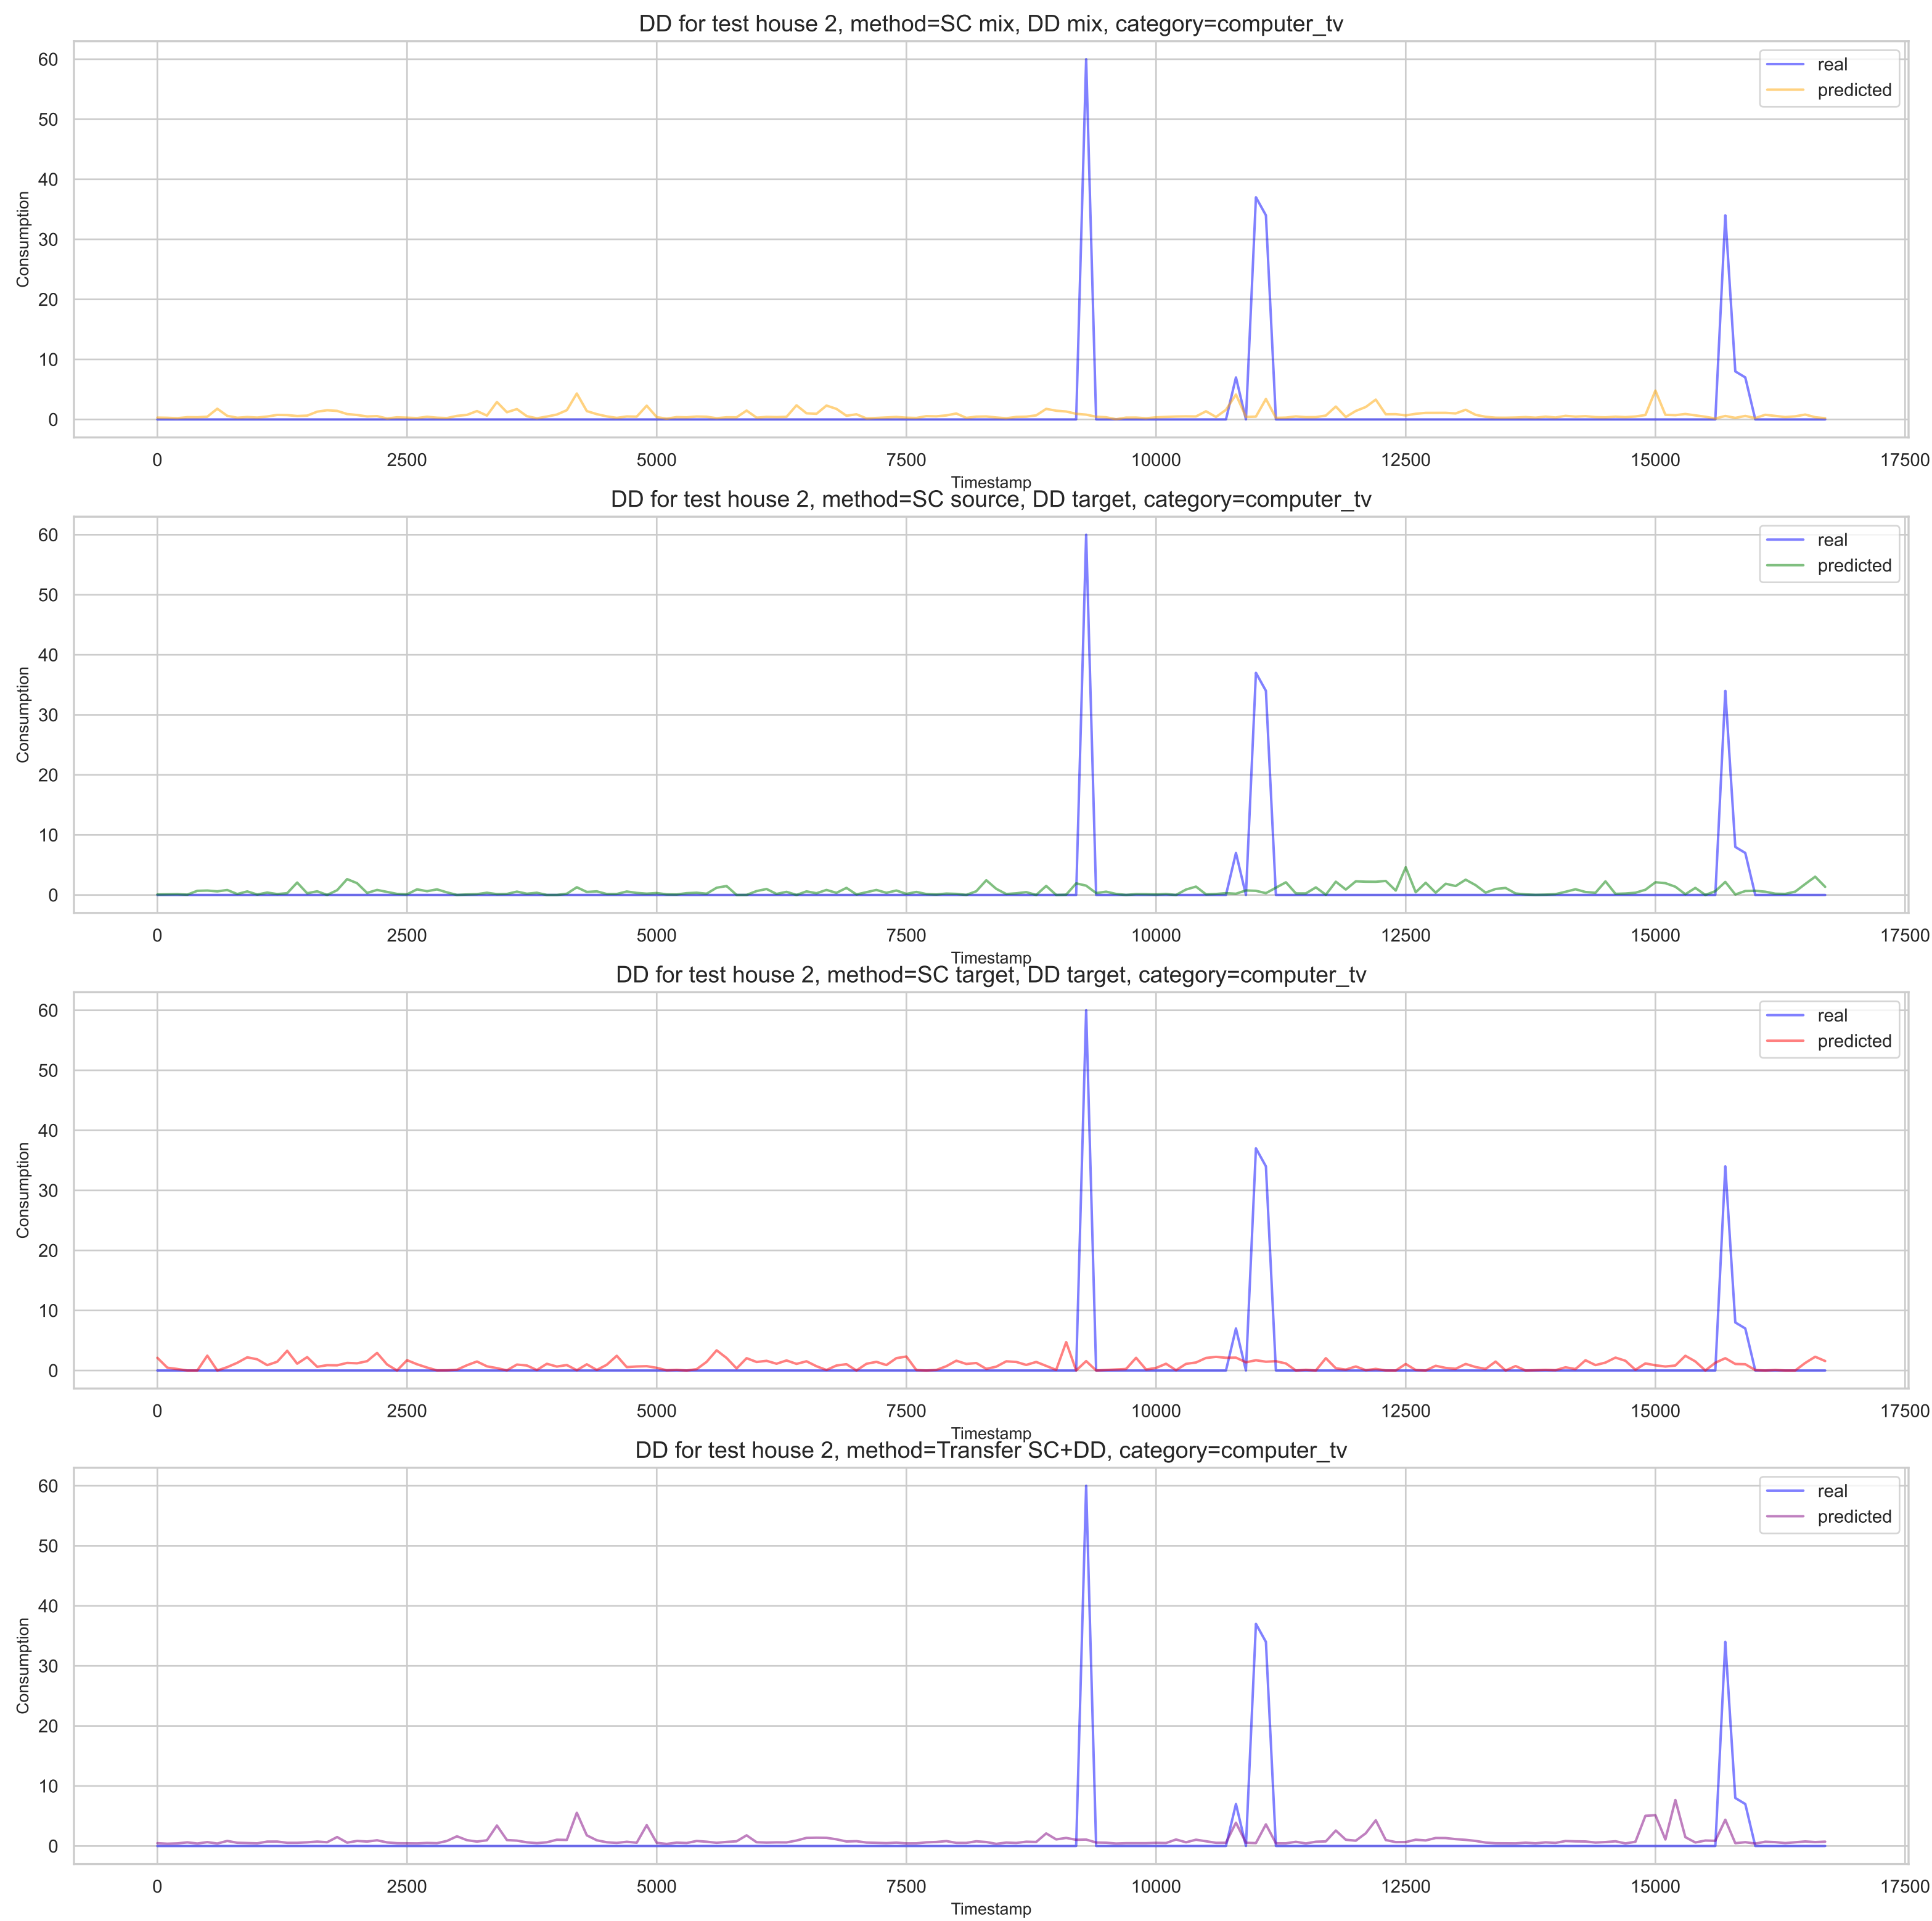 DD for test house 2, method=SC mix, DD mix, category=computer_tv
real
predicted
60
50
40
30
20
10
0
Consumption
0 2500 5000 7500 10000 12500 15000 17500
Timestamp
DD for test house 2, method=SC source, DD target, category=computer_tv
real
predicted
60
50
40
30
20
10
0
Consumption
0 2500 5000 7500 10000 12500 15000 17500
Timestamp
DD for test house 2, method=SC target, DD target, category=computer_tv
real
predicted
60
50
40
30
20
10
0
Consumption
0 2500 5000 7500 10000 12500 15000 17500
Timestamp
DD for test house 2, method=Transfer SC+DD, category=computer_tv
real
predicted
60
50
40
30
20
10
0
Consumption
0 2500 5000 7500 10000 12500 15000 17500
Timestamp